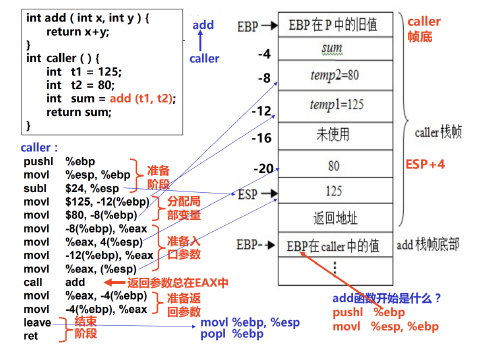 int add ( int x, int y ) {
return x+y;
}
int caller ( ) {
int t1 = 125;
int t2 = 80;
int sum = add (t1, t2);
return sum;
}
add
caller
caller :
pushl %ebp
movl %esp, %ebp
subl $24, %esp
movl $125, -12(%ebp)
movl $80, -8(%ebp)
movl -8(%ebp), %eax
movl %eax, 4(%esp)
movl -12(%ebp), %eax
movl %eax, (%esp)
call add
movl %eax, -4(%ebp)
movl -4(%ebp), %eax
leave
ret
准备
阶段
分配局
部变量
准备入
口参数
返回参数总在EAX中
准备返
回参数
结束
阶段
movl %ebp, %esp
popl %ebp
EBP
-4
-8
-12
-16
-20
ESP
EBP-
EBP在P中的旧值
sum
temp2=80
temp1=125
未使用
80
125
返回地址
EBP在caller中的值
⋮
caller
帧底
caller 栈帧
ESP+4
add 栈帧底部
add函数开始是什么？
pushl %ebp
movl %esp, %ebp